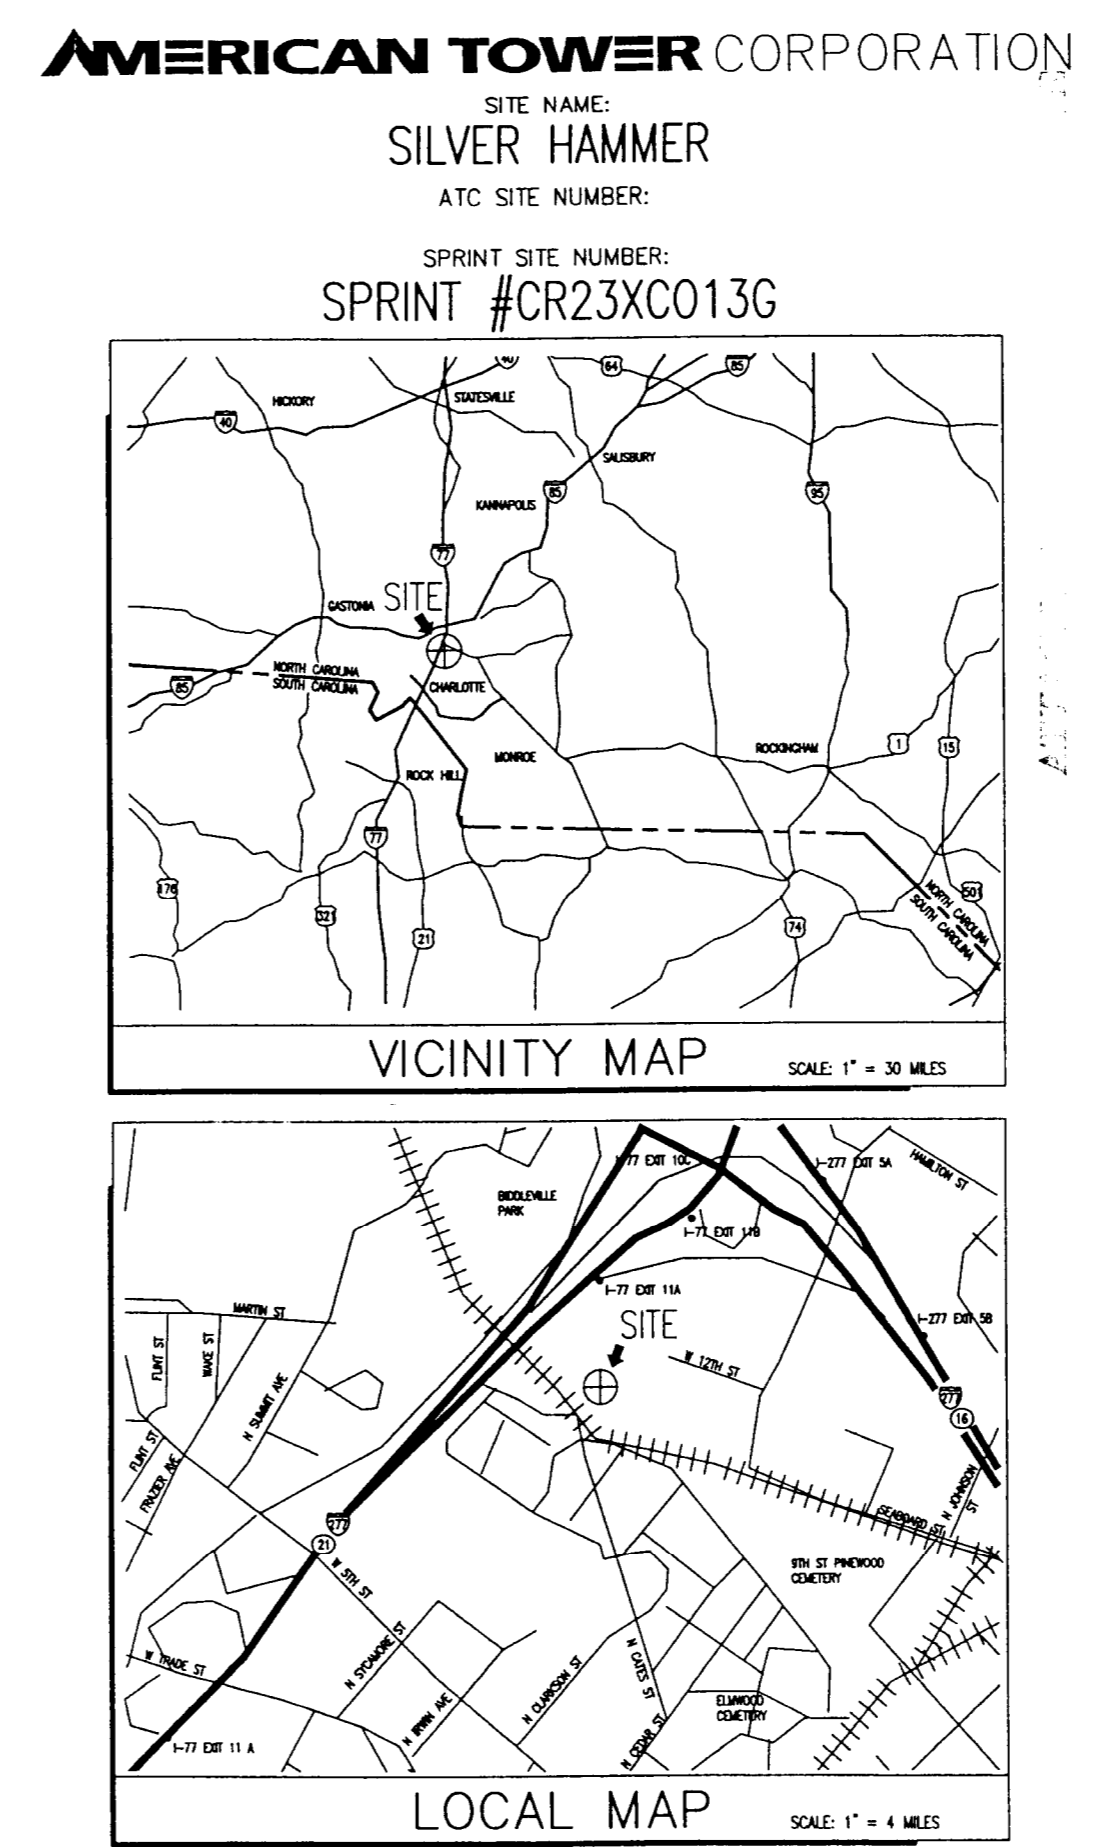 AMERICAN TOWER CORPORATION
SITE NAME:
SILVER HAMMER
ATC SITE NUMBER:
SPRINT SITE NUMBER:
SPRINT #CR23XC013G
40
64
85
HICKORY
STATESVILLE
40
SALISBURY
85
95
KANNAPOLIS
77
SITE
GASTONIA
NORTH CAROLINA
SOUTH CAROLINA
85
CHARLOTTE
MONROE
ROCKINGHAM
1
15
ROCK HILL
77
176
321
21
74
501
NORTH CAROLINA
SOUTH CAROLINA
VICINITY MAP
SCALE: 1" = 30 MILES
I-77 EXIT 10C
I-277 EXIT 5A
HAMILTON ST
BIDDLEVILLE
PARK
I-77 EXIT 11B
I-77 EXIT 11A
MARTIN ST
SITE
I-277 EXIT 5B
FLINT ST
WAKE ST
W 12TH ST
N SUMMIT AVE
277
16
FLINT ST
FRAZIER AVE
N JOHNSON
ST
SEABOARD ST
277
21
W 5TH ST
9TH ST PINEWOOD
CEMETERY
W TRADE ST
N SYCAMORE ST
N IRWIN AVE
N CLARKSON ST
N CATES ST
N CEDAR ST
ELMWOOD
CEMETERY
I-77 EXIT 11 A
LOCAL MAP
SCALE: 1" = 4 MILES